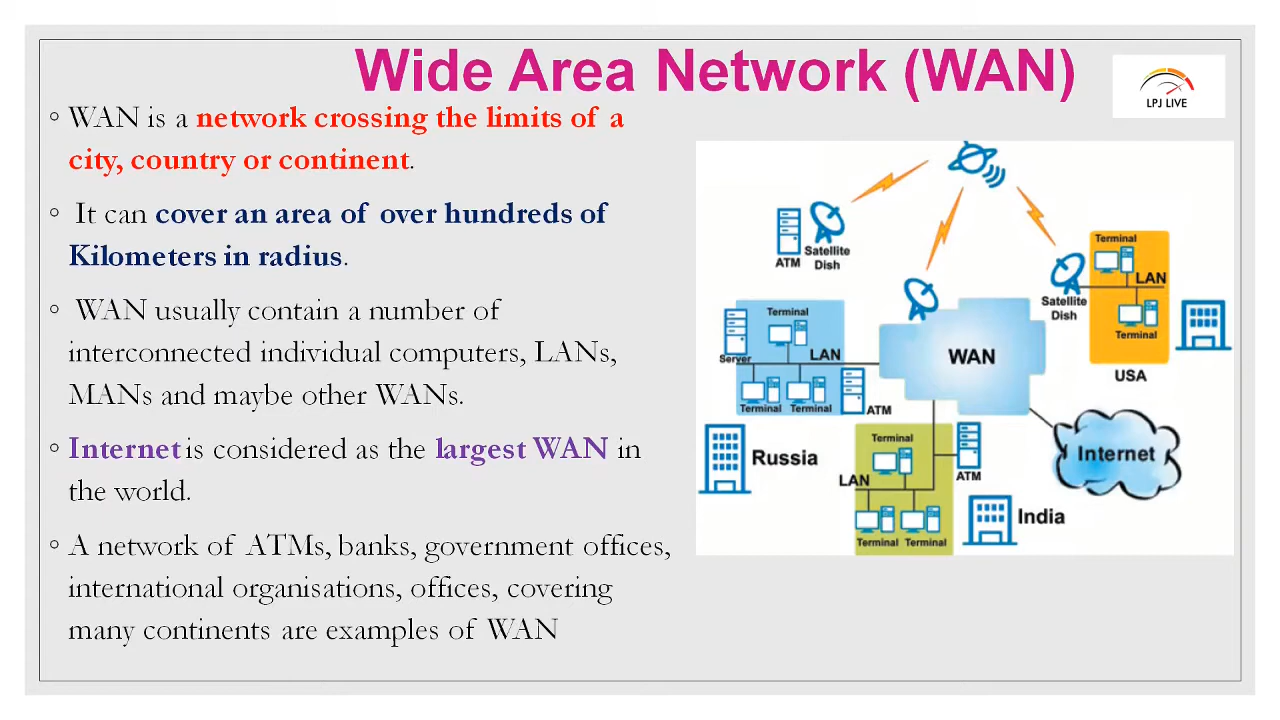 Wide Area Network (WAN)
LPJ LIVE
◦ WAN is a network crossing the limits of a
city, country or continent.
◦ It can cover an area of over hundreds of
Kilometers in radius.
◦ WAN usually contain a number of
interconnected individual computers, LANs,
MANs and maybe other WANs.
◦ Internet is considered as the largest WAN in
the world.
◦ A network of ATMs, banks, government offices,
international organisations, offices, covering
many continents are examples of WAN
ATM
Satellite
Dish
Terminal
LAN
Satellite
Dish
Terminal
USA
Terminal
Server
LAN
Terminal
Terminal
ATM
WAN
Russia
Terminal
LAN
ATM
Terminal
Terminal
India
Internet